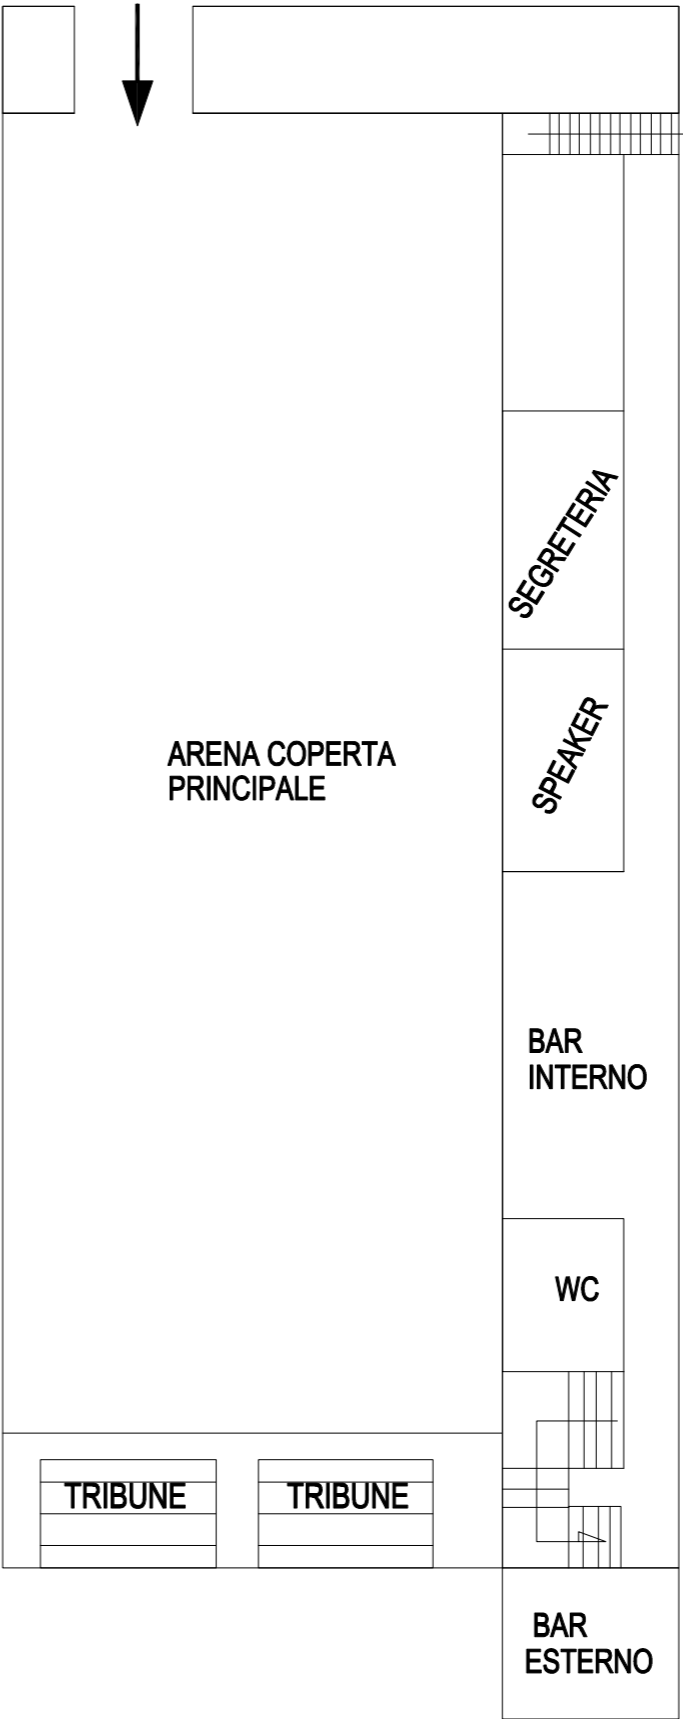 SEGRETERIA
SPEAKER
ARENA COPERTA
PRINCIPALE
BAR
INTERNO
WC
TRIBUNE
TRIBUNE
BAR
ESTERNO